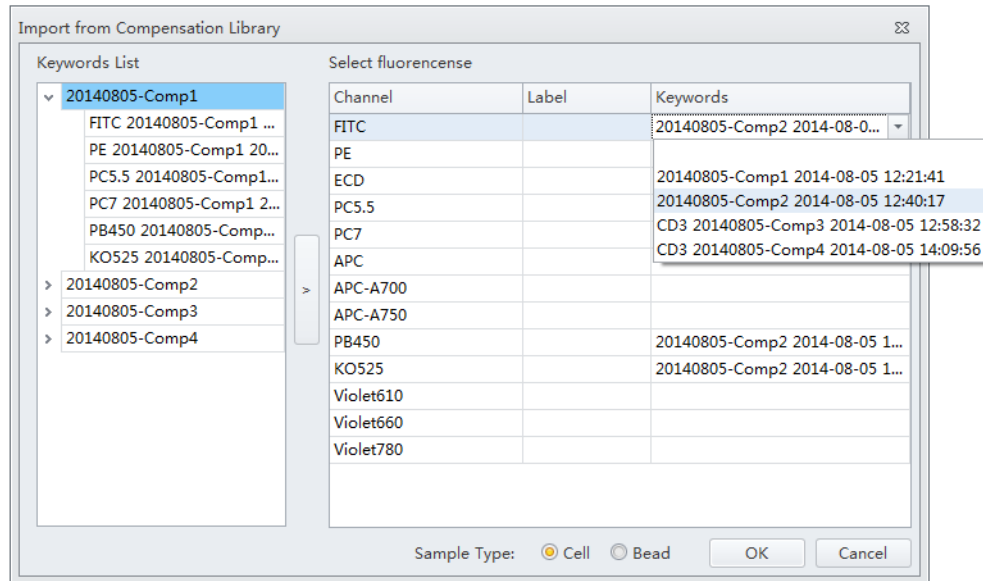 Import from Compensation Library
Keywords List
20140805-Comp1
FITC 20140805-Comp1 ...
PE 20140805-Comp1 20...
PC5.5 20140805-Comp1...
PC7 20140805-Comp1 2...
PB450 20140805-Comp...
KO525 20140805-Comp...
20140805-Comp2
20140805-Comp3
20140805-Comp4
>
Select fluorencense
Channel Label Keywords
FITC 20140805-Comp2 2014-08-0...
PE
ECD
PC5.5
PC7
APC
APC-A700
APC-A750
PB450 20140805-Comp2 2014-08-05 1...
KO525 20140805-Comp2 2014-08-05 1...
Violet610
Violet660
Violet780
20140805-Comp1 2014-08-05 12:21:41
20140805-Comp2 2014-08-05 12:40:17
CD3 20140805-Comp3 2014-08-05 12:58:32
CD3 20140805-Comp4 2014-08-05 14:09:56
Sample Type: Cell Bead OK Cancel